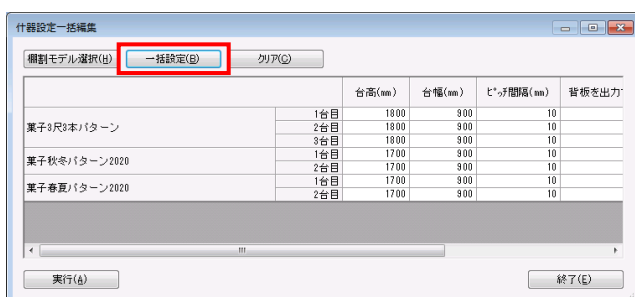 什器設定一括編集
棚割モデル選択(H) 一括設定(B) クリア(C)
台高(mm) 台幅(mm) ピッチ間隔(mm) 背板を出力
菓子3尺3本パターン 1台目 1800 900 10
2台目 1800 900 10
3台目 1800 900 10
菓子秋冬パターン2020 1台目 1700 900 10
2台目 1700 900 10
菓子春夏パターン2020 1台目 1700 900 10
2台目 1700 900 10
実行(A) 終了(E)